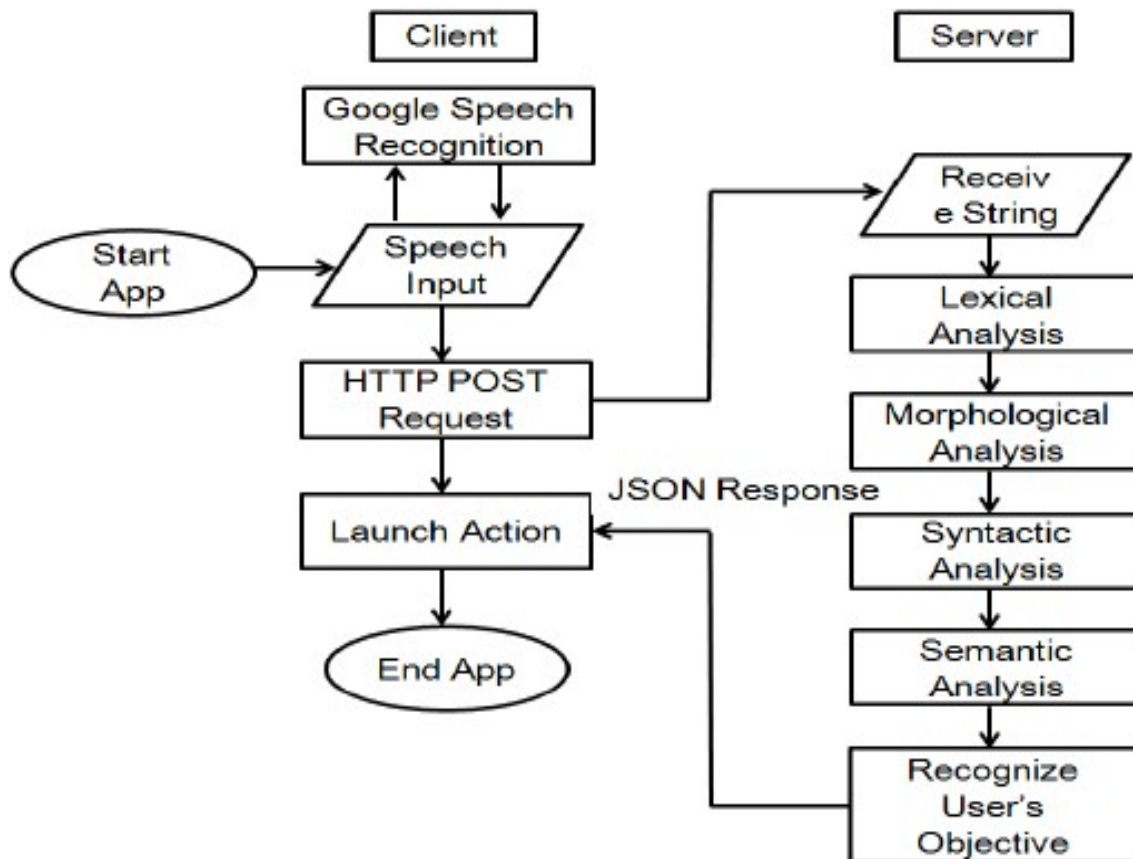 Client
Server
Google Speech
Recognition
Receiv
e String
Speech
Input
Start
App
Lexical
Analysis
HTTP POST
Request
Morphological
Analysis
JSON Response
Launch Action
Syntactic
Analysis
Semantic
Analysis
End App
Recognize
User's
Objective